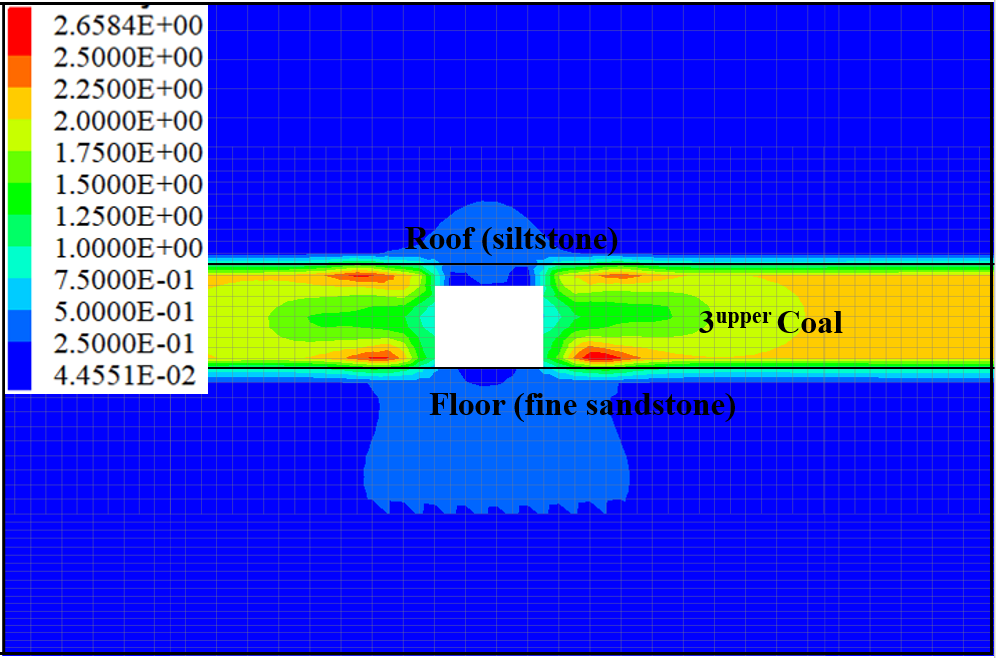 2.6584E+00
2.5000E+00
2.2500E+00
2.0000E+00
1.7500E+00
1.5000E+00
1.2500E+00
1.0000E+00
7.5000E-01
5.0000E-01
2.5000E-01
4.4551E-02
Roof (siltstone)
3upper Coal
Floor (fine sandstone)